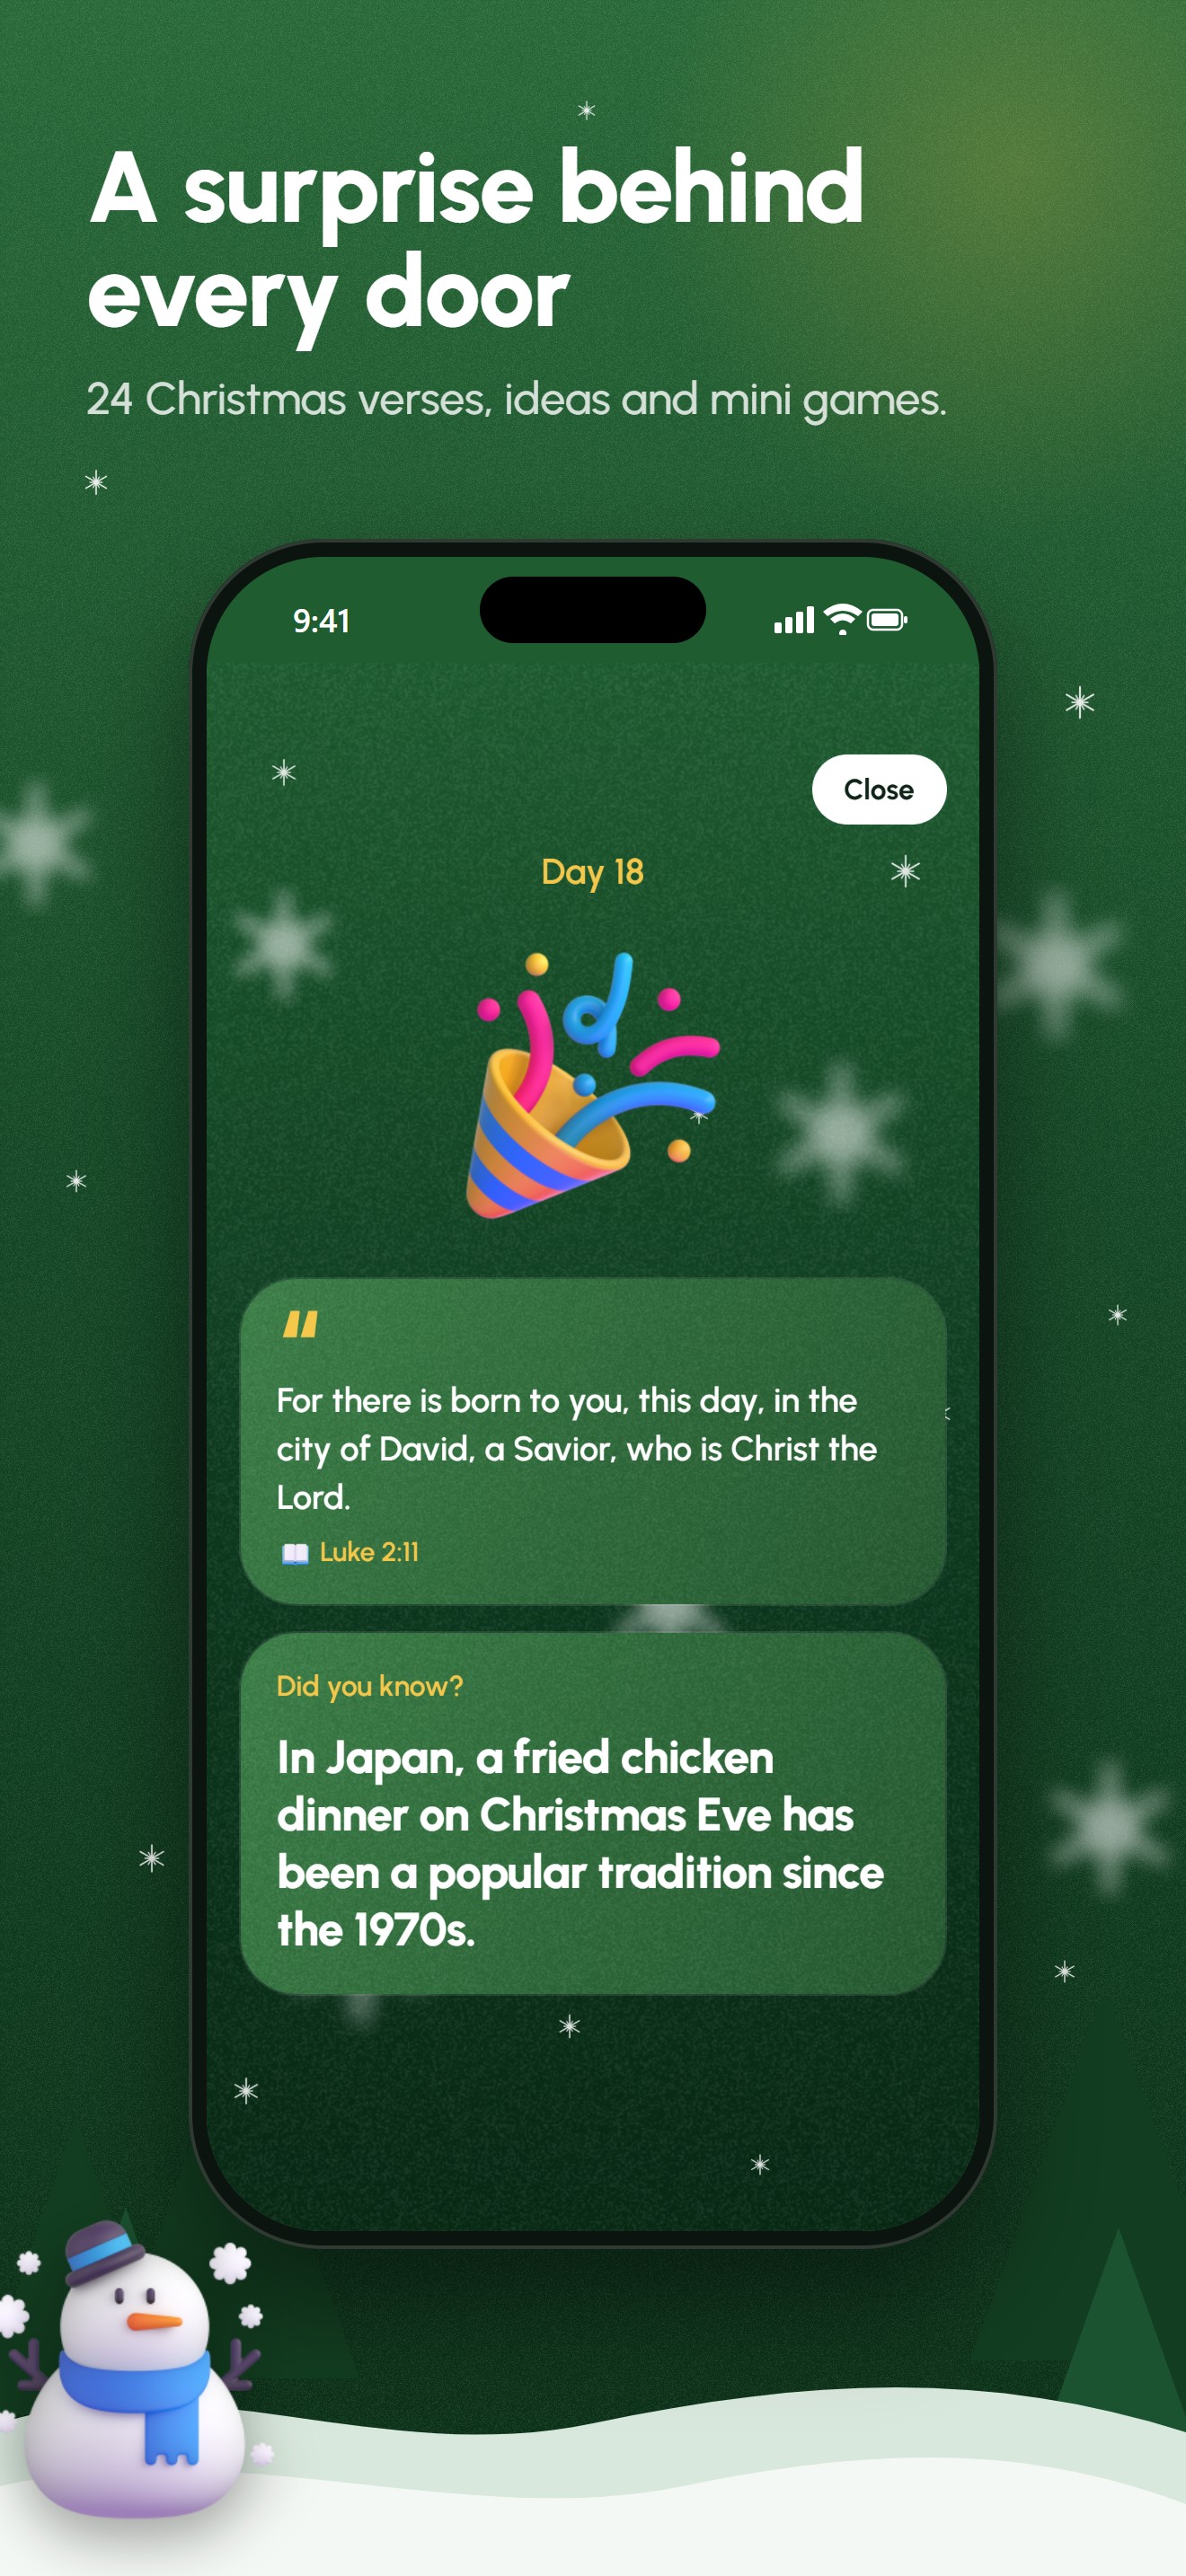 A surprise behind
every door
24 Christmas verses, ideas and mini games.
9:41
Close
Day 18
"
For there is born to you, this day, in the
city of David, a Savior, who is Christ the
Lord.
Luke 2:11
Did you know?
In Japan, a fried chicken
dinner on Christmas Eve has
been a popular tradition since
the 1970s.